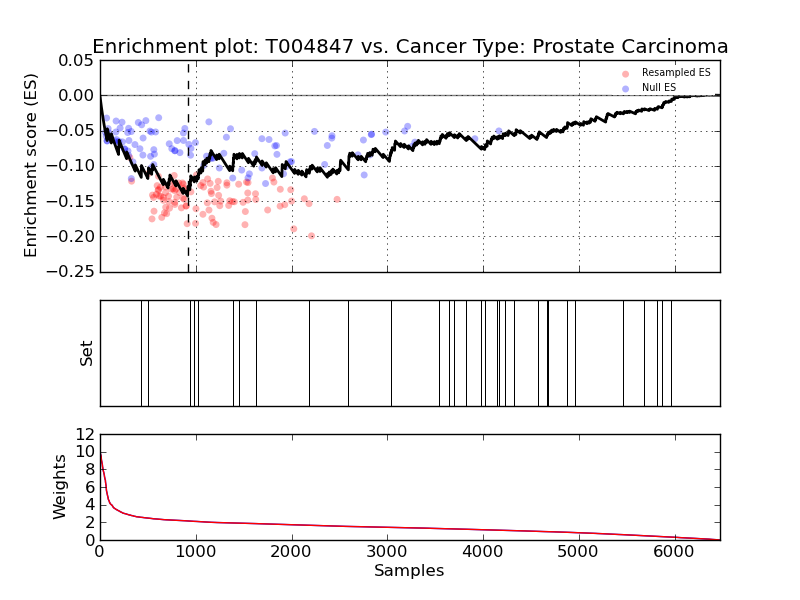 Enrichment plot: T004847 vs. Cancer Type: Prostate Carcinoma
Enrichment score (ES)
0.05
0.00
−0.05
−0.10
−0.15
−0.20
−0.25
Resampled ES
Null ES
Set
Weights
12
10
8
6
4
2
0
0 1000 2000 3000 4000 5000 6000
Samples